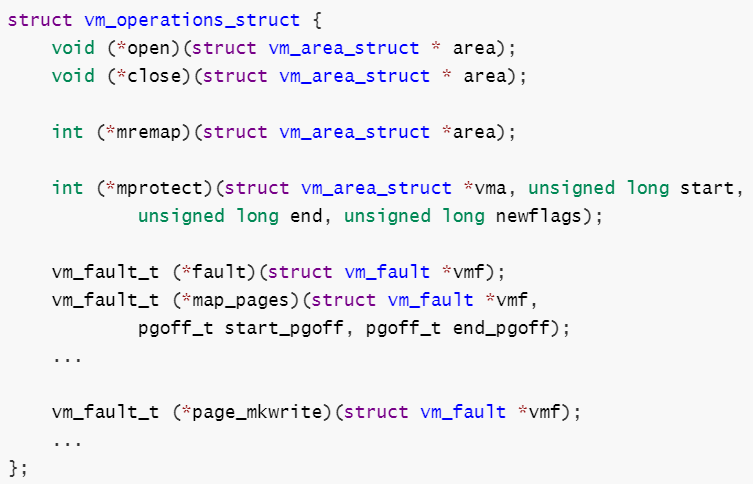 struct vm_operations_struct {
    void (*open)(struct vm_area_struct * area);
    void (*close)(struct vm_area_struct * area);

    int (*mremap)(struct vm_area_struct *area);

    int (*mprotect)(struct vm_area_struct *vma, unsigned long start,
            unsigned long end, unsigned long newflags);

    vm_fault_t (*fault)(struct vm_fault *vmf);
    vm_fault_t (*map_pages)(struct vm_fault *vmf,
            pgoff_t start_pgoff, pgoff_t end_pgoff);
    ...

    vm_fault_t (*page_mkwrite)(struct vm_fault *vmf);
    ...
};